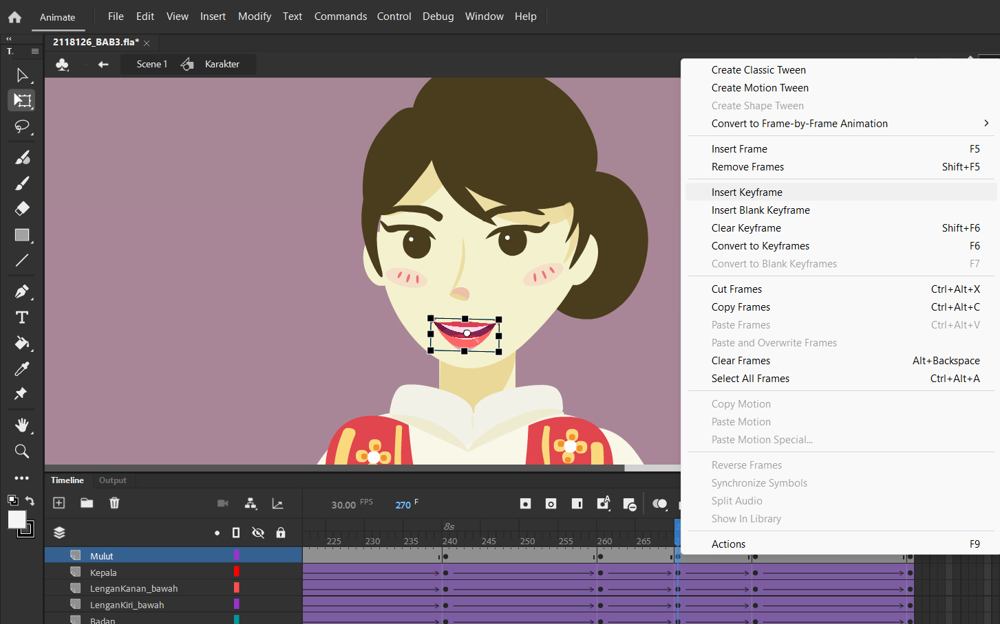 Animate
File Edit View Insert Modify Text Commands Control Debug Window Help
T.
2118126_BAB3.fla*
Scene 1 Karakter
Create Classic Tween
Create Motion Tween
Create Shape Tween
Convert to Frame-by-Frame Animation
Insert Frame F5
Remove Frames Shift+F5
Insert Keyframe
Insert Blank Keyframe
Clear Keyframe Shift+F6
Convert to Keyframes F6
Convert to Blank Keyframes F7
Cut Frames Ctrl+Alt+X
Copy Frames Ctrl+Alt+C
Paste Frames Ctrl+Alt+V
Paste and Overwrite Frames
Clear Frames Alt+Backspace
Select All Frames Ctrl+Alt+A
Copy Motion
Paste Motion
Paste Motion Special...
Reverse Frames
Synchronize Symbols
Split Audio
Show In Library
Actions F9
Timeline Output
30.00 FPS 270 F
8s
225 230 235 240 245 250 255 260 265
Mulut
Kepala
LenganKanan_bawah
LenganKiri_bawah
Badan